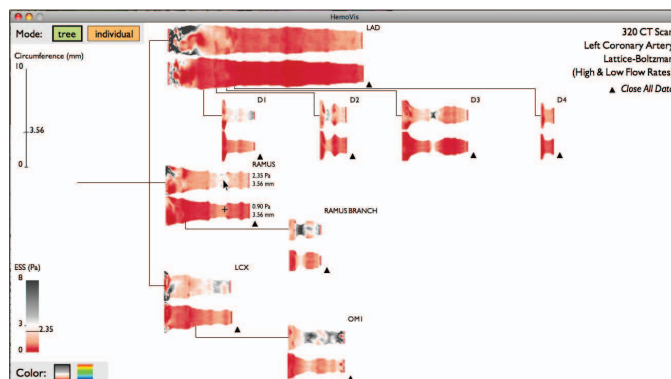 HemoVis
Mode: tree individual
320 CT Scan
Left Coronary Artery
Lattice-Boltzman
(High & Low Flow Rates
▲ Close All Data
Circumference (mm)
10
3.56
0
LAD
D1
D2
D3
D4
RAMUS
2.35 Pa
3.56 mm
0.90 Pa
3.56 mm
RAMUS BRANCH
LCX
OM1
ESS (Pa)
8
3
2.35
0
Color: